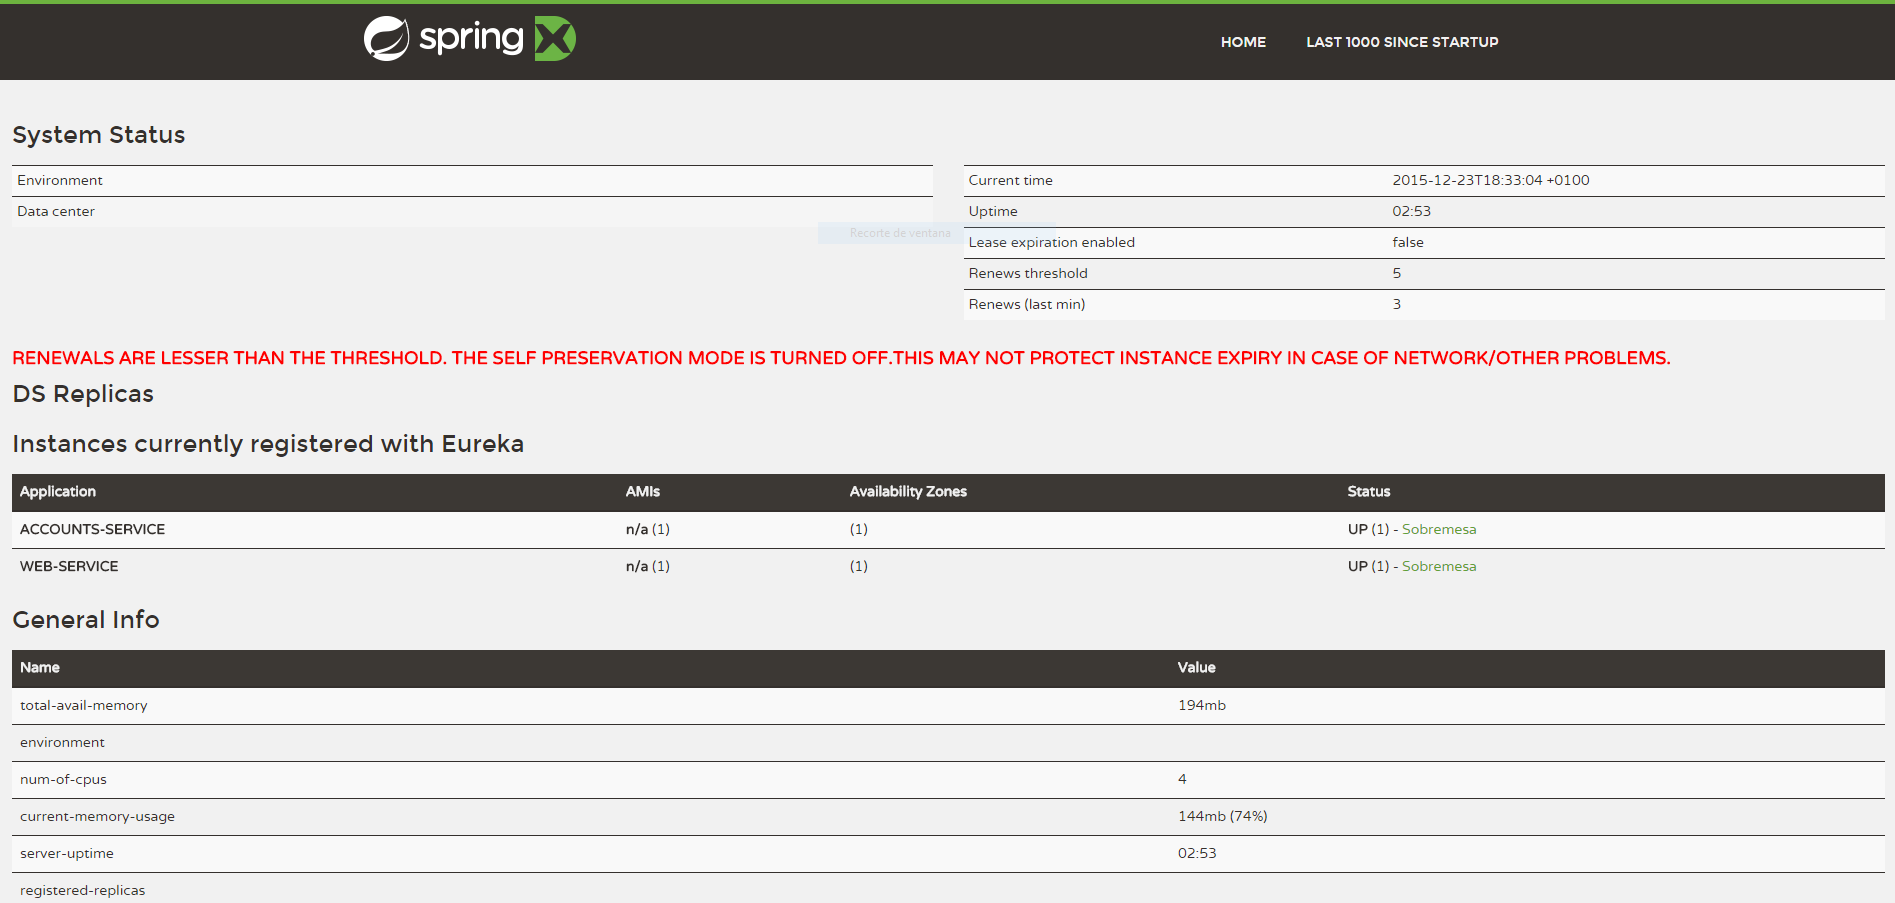 spring
HOME LAST 1000 SINCE STARTUP
System Status
Environment
Data center
Current time 2015-12-23T18:33:04 +0100
Uptime 02:53
Recorte de ventana
Lease expiration enabled false
Renews threshold 5
Renews (last min) 3
RENEWALS ARE LESSER THAN THE THRESHOLD. THE SELF PRESERVATION MODE IS TURNED OFF.THIS MAY NOT PROTECT INSTANCE EXPIRY IN CASE OF NETWORK/OTHER PROBLEMS.
DS Replicas
Instances currently registered with Eureka
Application AMIs Availability Zones Status
ACCOUNTS-SERVICE n/a (1) (1) UP (1) - Sobremesa
WEB-SERVICE n/a (1) (1) UP (1) - Sobremesa
General Info
Name Value
total-avail-memory 194mb
environment
num-of-cpus 4
current-memory-usage 144mb (74%)
server-uptime 02:53
registered-replicas